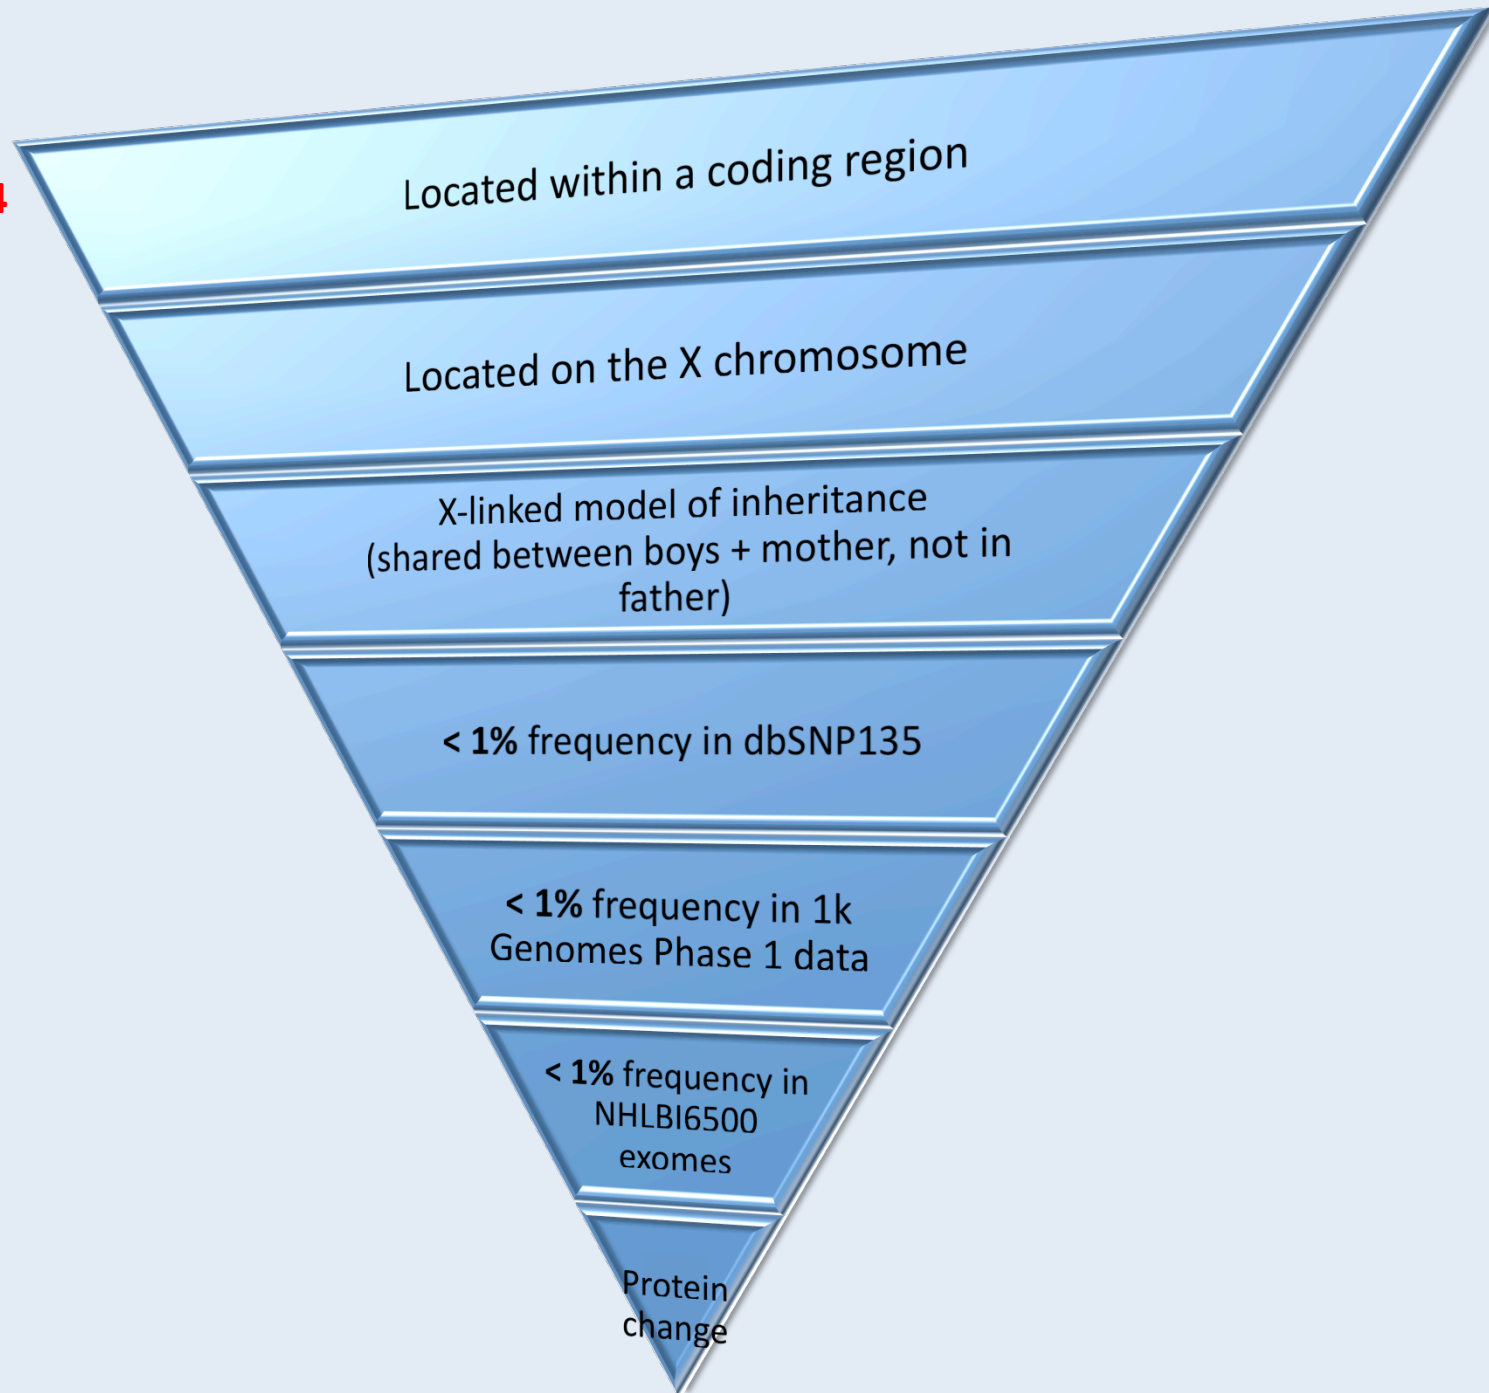 Located within a coding region
4
Located on the X chromosome
X-linked model of inheritance
(shared between boys + mother, not in
father)
< 1% frequency in dbSNP135
< 1% frequency in 1k
Genomes Phase 1 data
< 1% frequency in
NHLBI6500
exomes
Protein
change